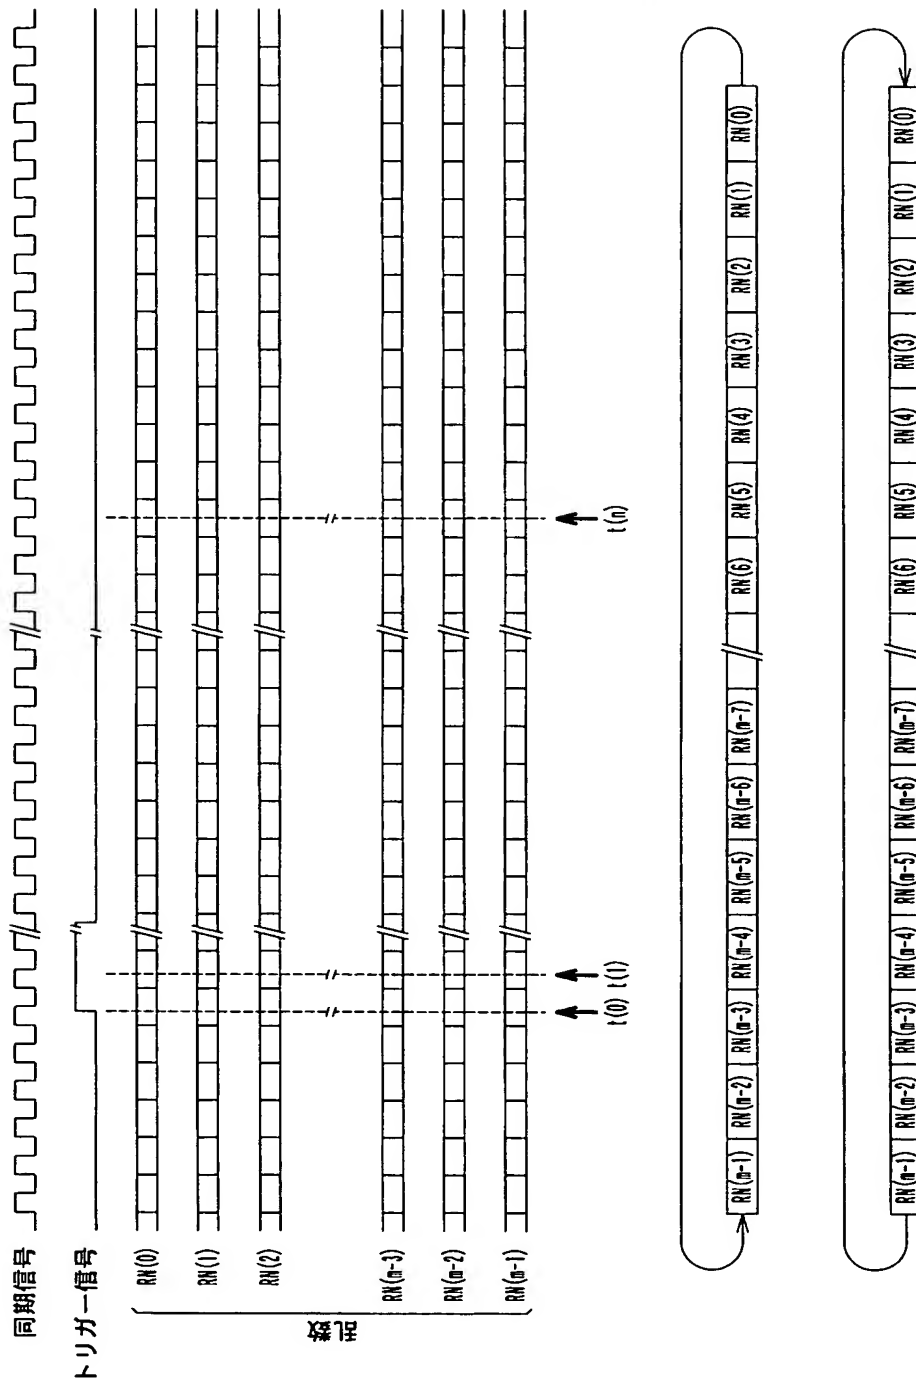 同期信号
トリガー信号
乱数
RN(0)
RN(1)
RN(2)
RN(m-3)
RN(m-2)
RN(m-1)
t(0) t(1) t(n)
RN(m-1) RN(m-2) RN(m-3) RN(m-4) RN(m-5) RN(m-6) RN(m-7) RN(6) RN(5) RN(4) RN(3) RN(2) RN(1) RN(0)
RN(m-1) RN(m-2) RN(m-3) RN(m-4) RN(m-5) RN(m-6) RN(m-7) RN(6) RN(5) RN(4) RN(3) RN(2) RN(1) RN(0)